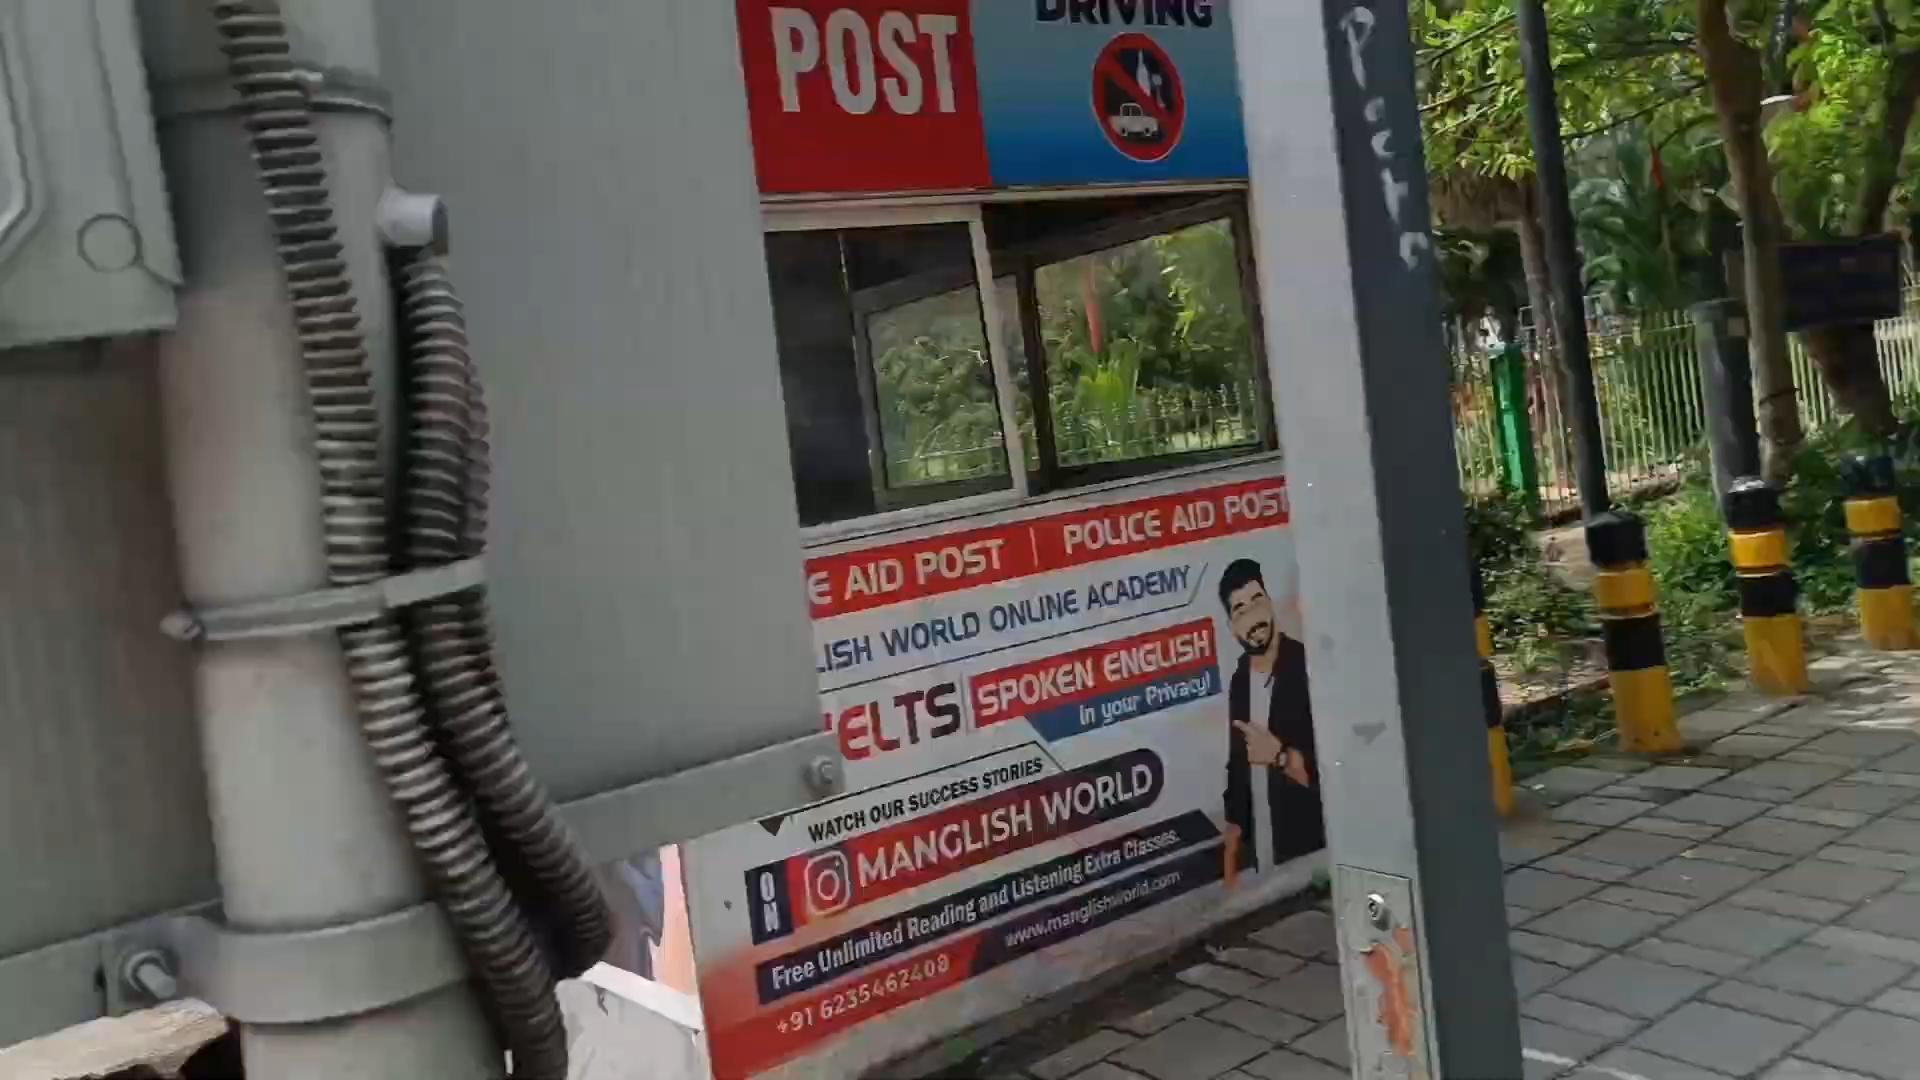 POST
DRIVING
E AID POST | POLICE AID POST
LISH WORLD ONLINE ACADEMY
IELTS
SPOKEN ENGLISH
in your Privacy!
WATCH OUR SUCCESS STORIES
ON
MANGLISH WORLD
Free Unlimited Reading and Listening Extra Classes.
www.manglishworld.com
+91 6235462408